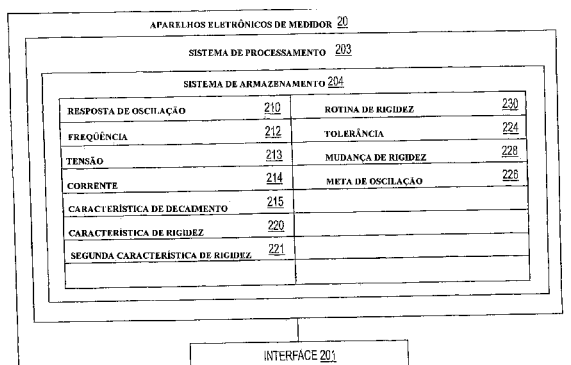 APARELHOS ELETRÔNICOS DE MEDIDOR 20
SISTEMA DE PROCESSAMENTO 203
SISTEMA DE ARMAZENAMENTO 204
RESPOSTA DE OSCILAÇÃO 210
ROTINA DE RIGIDEZ 230
FREQÜÊNCIA 212
TOLERÂNCIA 224
TENSÃO 213
MUDANÇA DE RIGIDEZ 228
CORRENTE 214
META DE OSCILAÇÃO 226
CARACTERÍSTICA DE DECAIMENTO 215
CARACTERÍSTICA DE RIGIDEZ 220
SEGUNDA CARACTERÍSTICA DE RIGIDEZ 221
INTERFACE 201